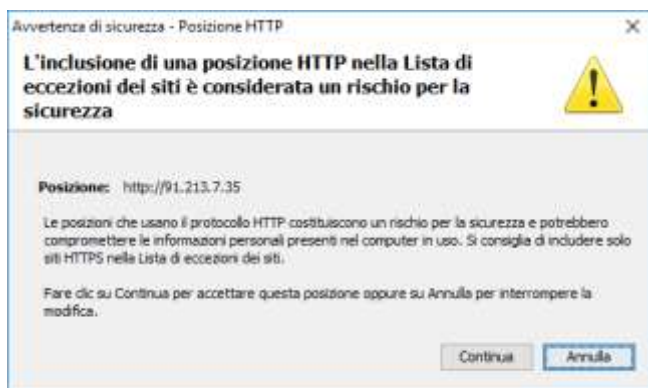 Avvertenza di sicurezza - Posizione HTTP
L'inclusione di una posizione HTTP nella Lista di
eccezioni dei siti è considerata un rischio per la
sicurezza
Posizione: http://91.213.7.35
Le posizioni che usano il protocollo HTTP costituiscono un rischio per la sicurezza e potrebbero
compromettere le informazioni personali presenti nel computer in uso. Si consiglia di includere solo
siti HTTPS nella Lista di eccezioni dei siti.
Fare clic su Continua per accettare questa posizione oppure su Annulla per interrompere la
modifica.
Continua Annulla